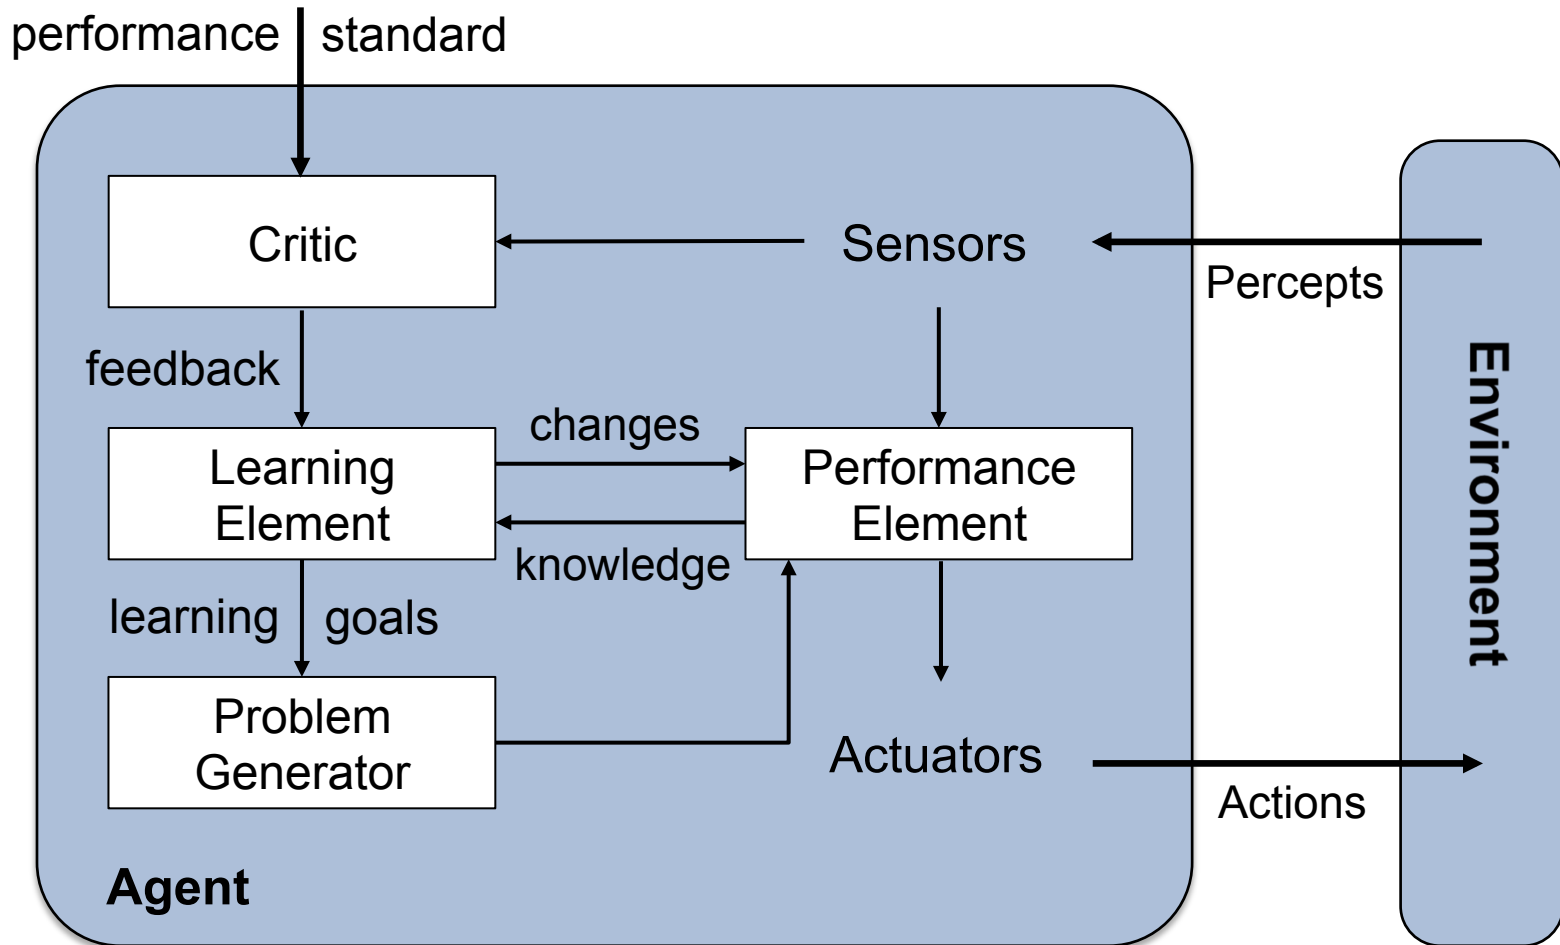 performance standard
Critic
Sensors
Percepts
feedback
changes
Learning
Element
Performance
Element
knowledge
learning goals
Problem
Generator
Actuators
Actions
Agent
Environment